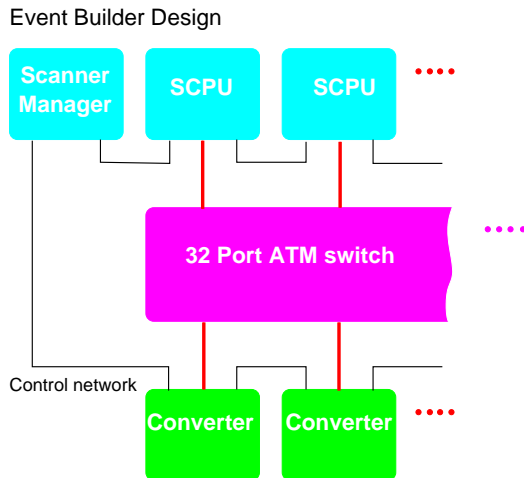 Event Builder Design
Scanner
Manager
SCPU
SCPU
32 Port ATM switch
Control network
Converter
Converter